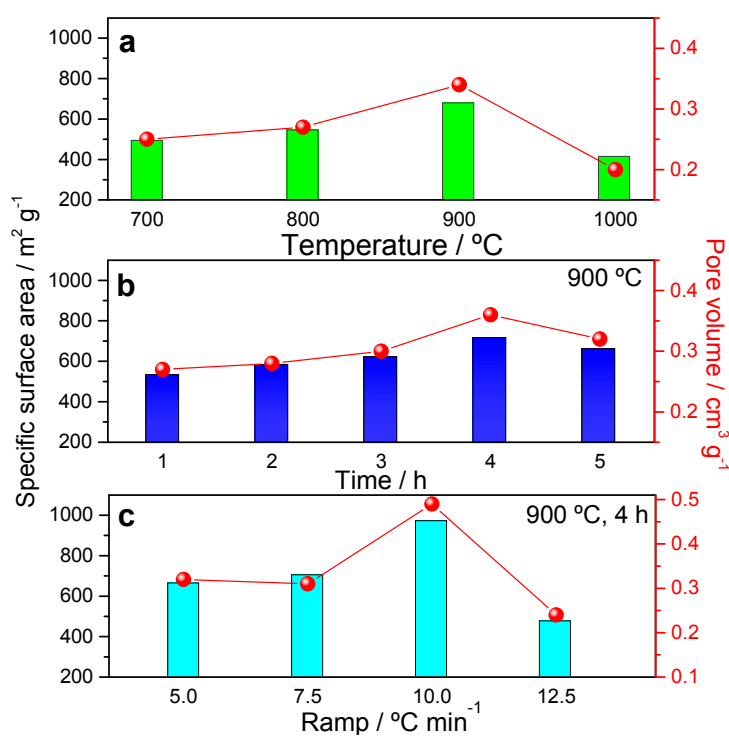 a
1000
800
600
400
200
0.4
0.3
0.2
700 800 900 1000
Temperature / ºC
b
900 ºC
1000
800
600
400
200
0.4
0.3
0.2
1 2 3 4 5
Time / h
c
900 ºC, 4 h
1000
800
600
400
200
0.5
0.4
0.3
0.2
0.1
5.0 7.5 10.0 12.5
Ramp / ºC min⁻¹
Specific surface area / m² g⁻¹
Pore volume / cm³ g⁻¹